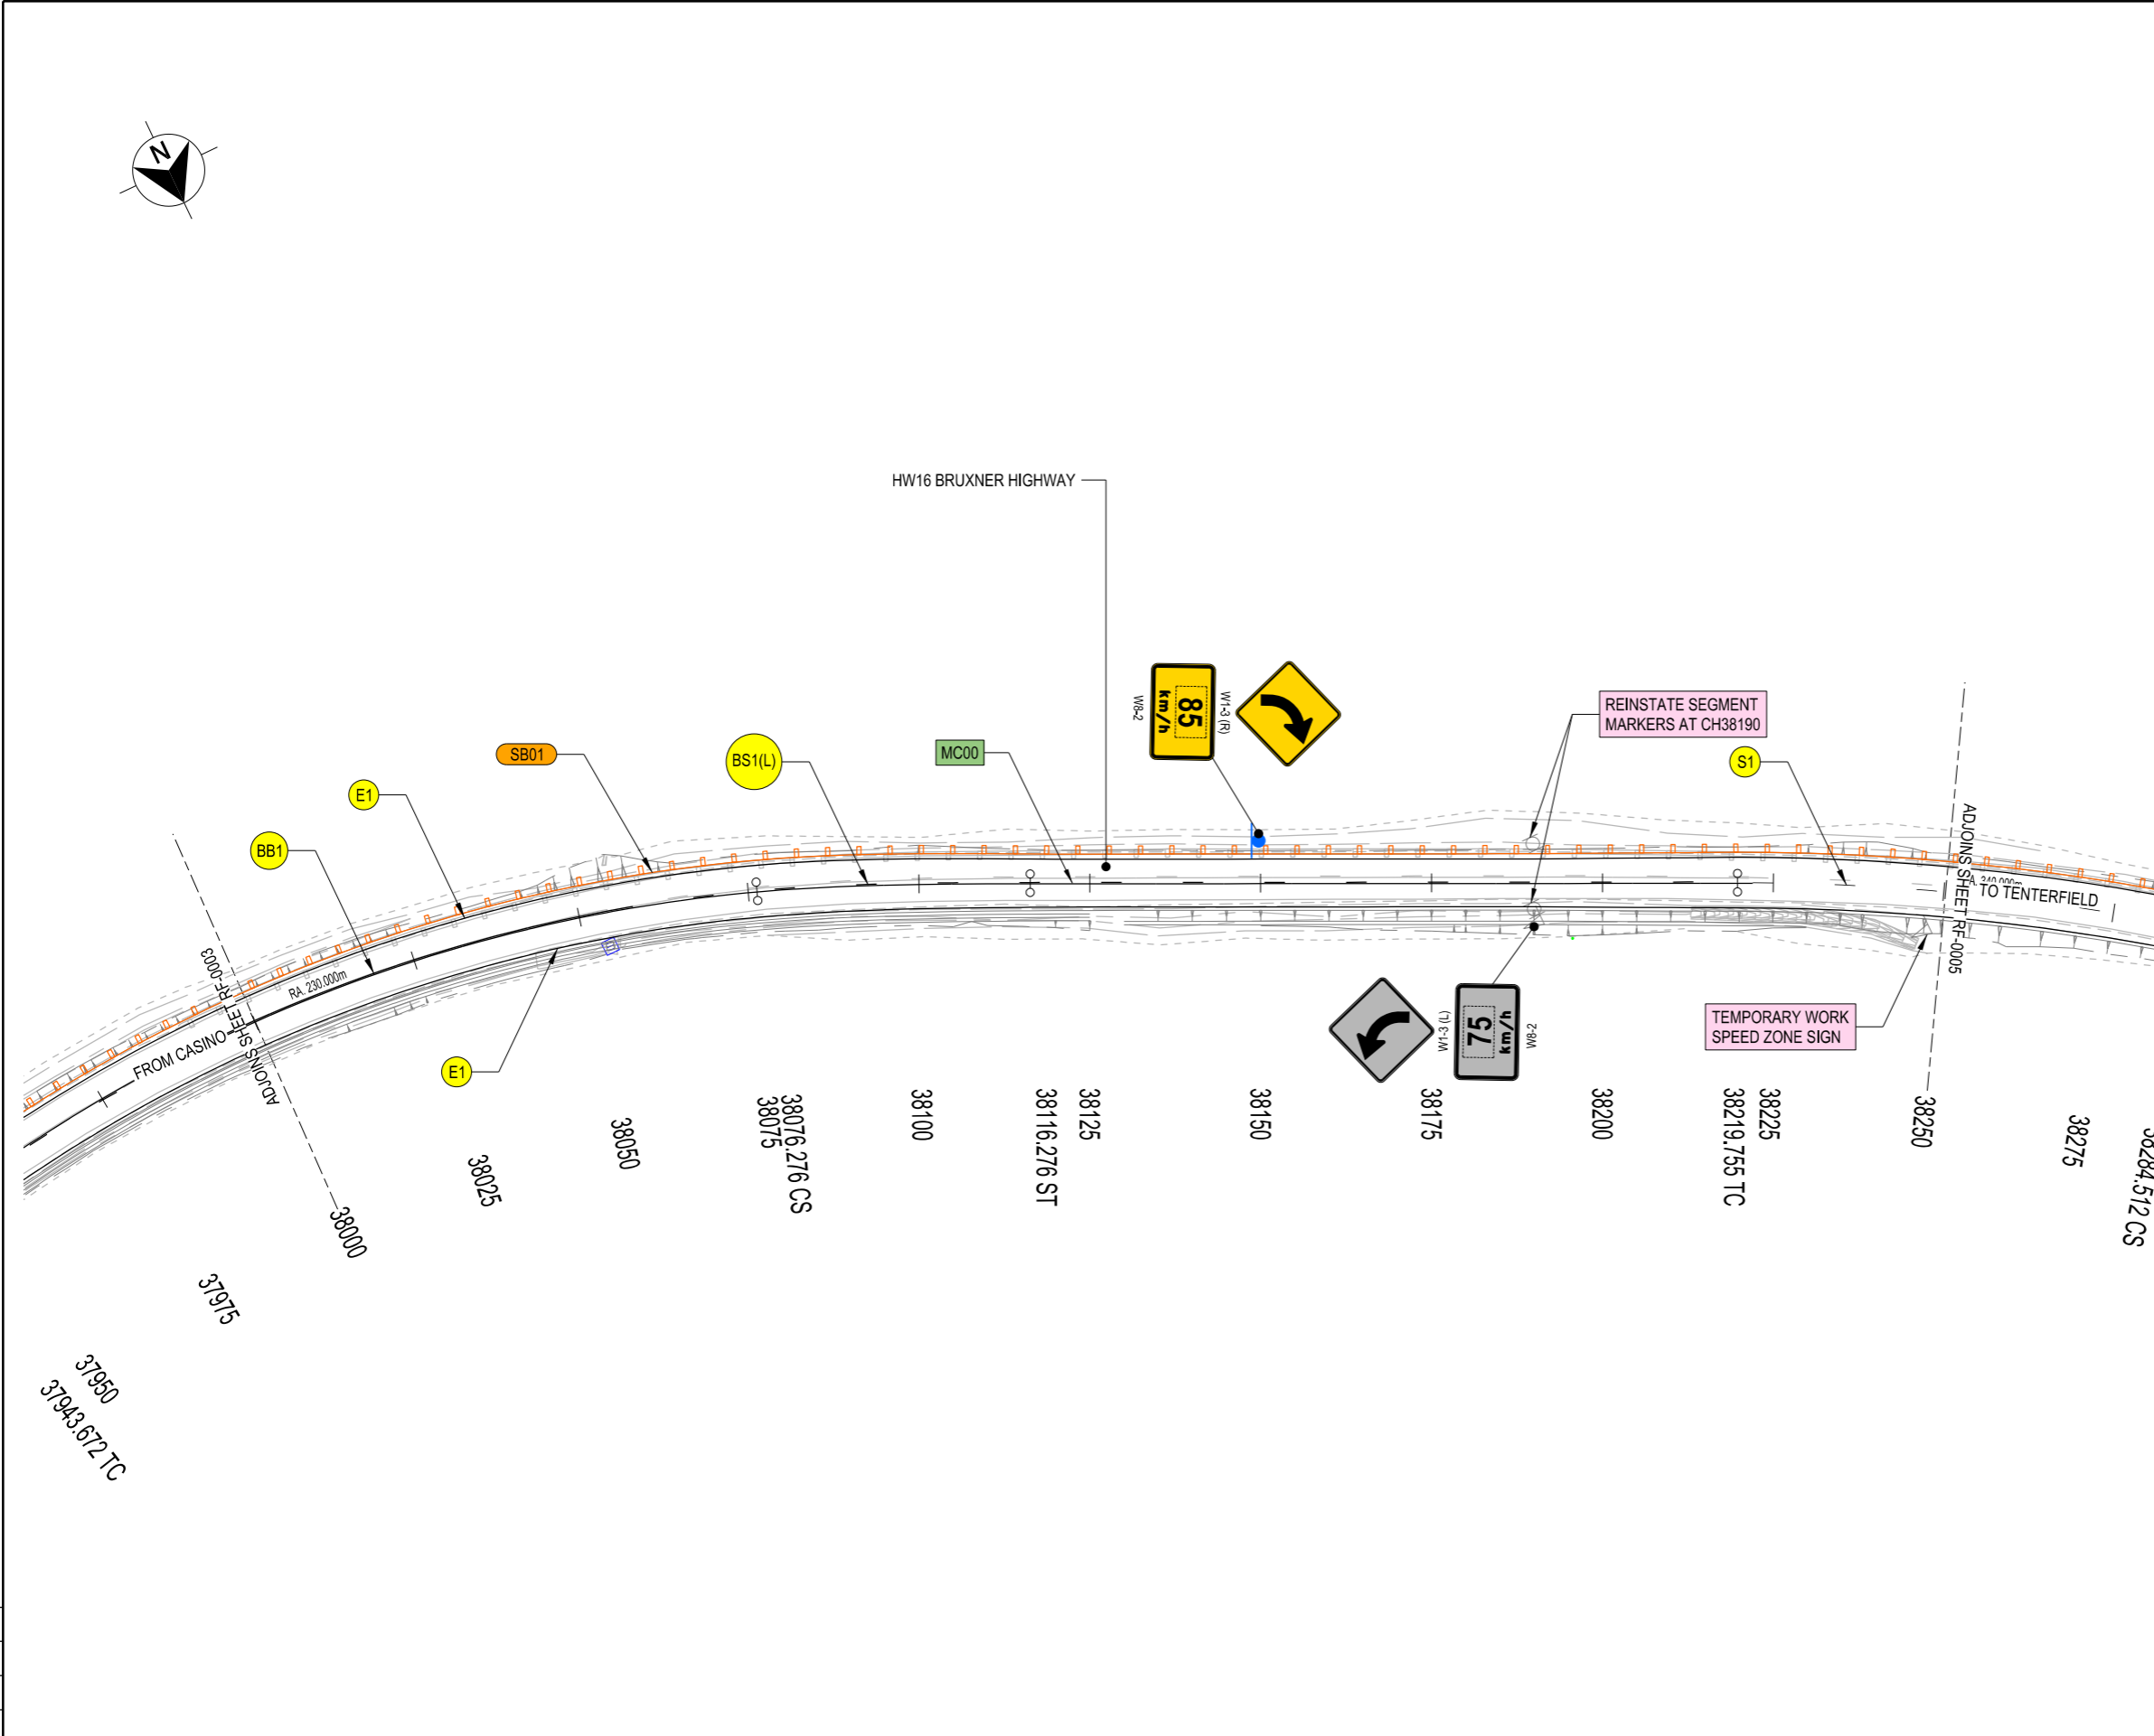 N
HW16 BRUXNER HIGHWAY
85
km/h
W8-2
W1-3 (R)
REINSTATE SEGMENT
MARKERS AT CH38190
SB01
BS1(L)
MC00
S1
E1
BB1
ADJOINS SHEET RF-0003
FROM CASINO
RA. 230.000m
ADJOINS SHEET RF-0005
TO TENTERFIELD
E1
W1-3 (L)
75
km/h
W8-2
TEMPORARY WORK
SPEED ZONE SIGN
37943.672 TC
37950
37975
38000
38025
38050
38075
38076.276 CS
38100
38116.276 ST
38125
38150
38175
38200
38219.755 TC
38225
38250
38275
38284.512 CS